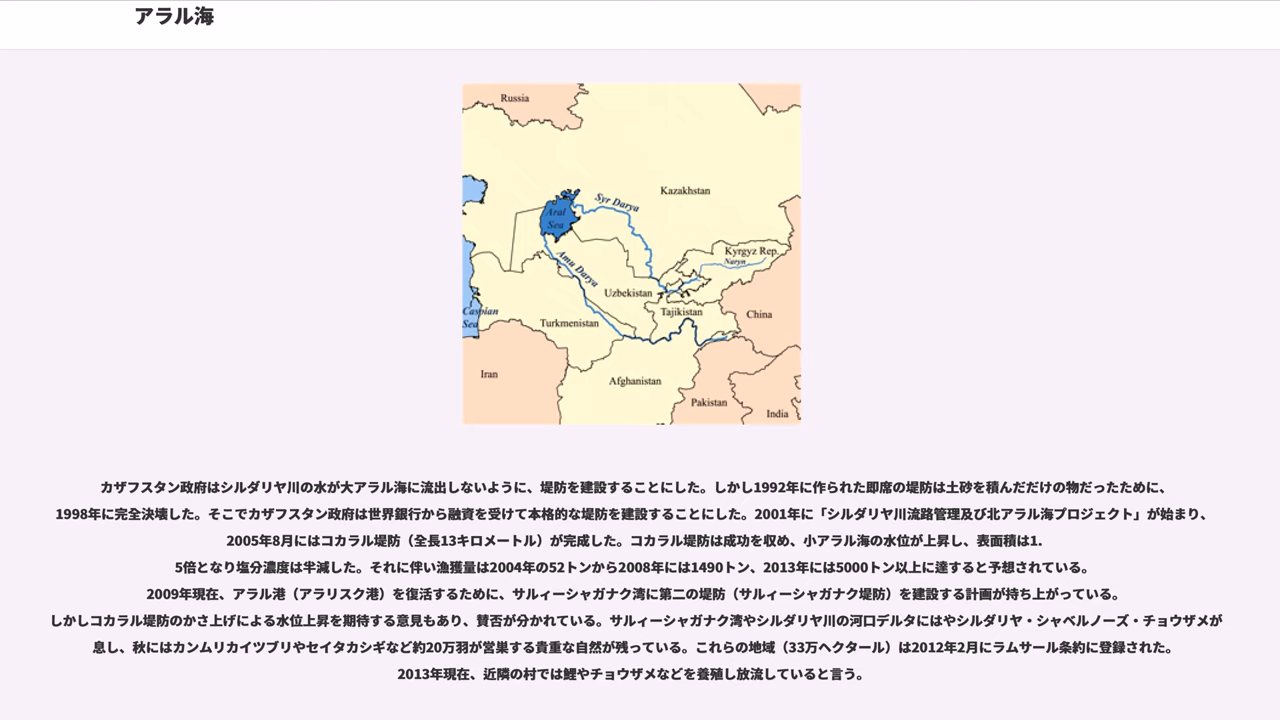 アラル海
Russia
Kazakhstan
Syr Darya
Aral
Sea
Kyrgyz Rep.
Naryn
Amu Darya
Uzbekistan
Caspian
Sea
Tajikistan
China
Turkmenistan
Iran
Afghanistan
Pakistan
India
カザフスタン政府はシルダリヤ川の水が大アラル海に流出しないように、堤防を建設することにした。しかし1992年に作られた即席の堤防は土砂を積んだだけの物だったために、
1998年に完全決壊した。そこでカザフスタン政府は世界銀行から融資を受けて本格的な堤防を建設することにした。2001年に「シルダリヤ川流路管理及び北アラル海プロジェクト」が始まり、
2005年8月にはコカラル堤防（全長13キロメートル）が完成した。コカラル堤防は成功を収め、小アラル海の水位が上昇し、表面積は1.
5倍となり塩分濃度は半減した。それに伴い漁獲量は2004年の52トンから2008年には1490トン、2013年には5000トン以上に達すると予想されている。
2009年現在、アラル港（アラリスク港）を復活するために、サルィーシャガナク湾に第二の堤防（サルィーシャガナク堤防）を建設する計画が持ち上がっている。
しかしコカラル堤防のかさ上げによる水位上昇を期待する意見もあり、賛否が分かれている。サルィーシャガナク湾やシルダリヤ川の河口デルタにはやシルダリヤ・シャベルノーズ・チョウザメが
息し、秋にはカンムリカイツブリやセイタカシギなど約20万羽が営巣する貴重な自然が残っている。これらの地域（33万ヘクタール）は2012年2月にラムサール条約に登録された。
2013年現在、近隣の村では鯉やチョウザメなどを養殖し放流していると言う。